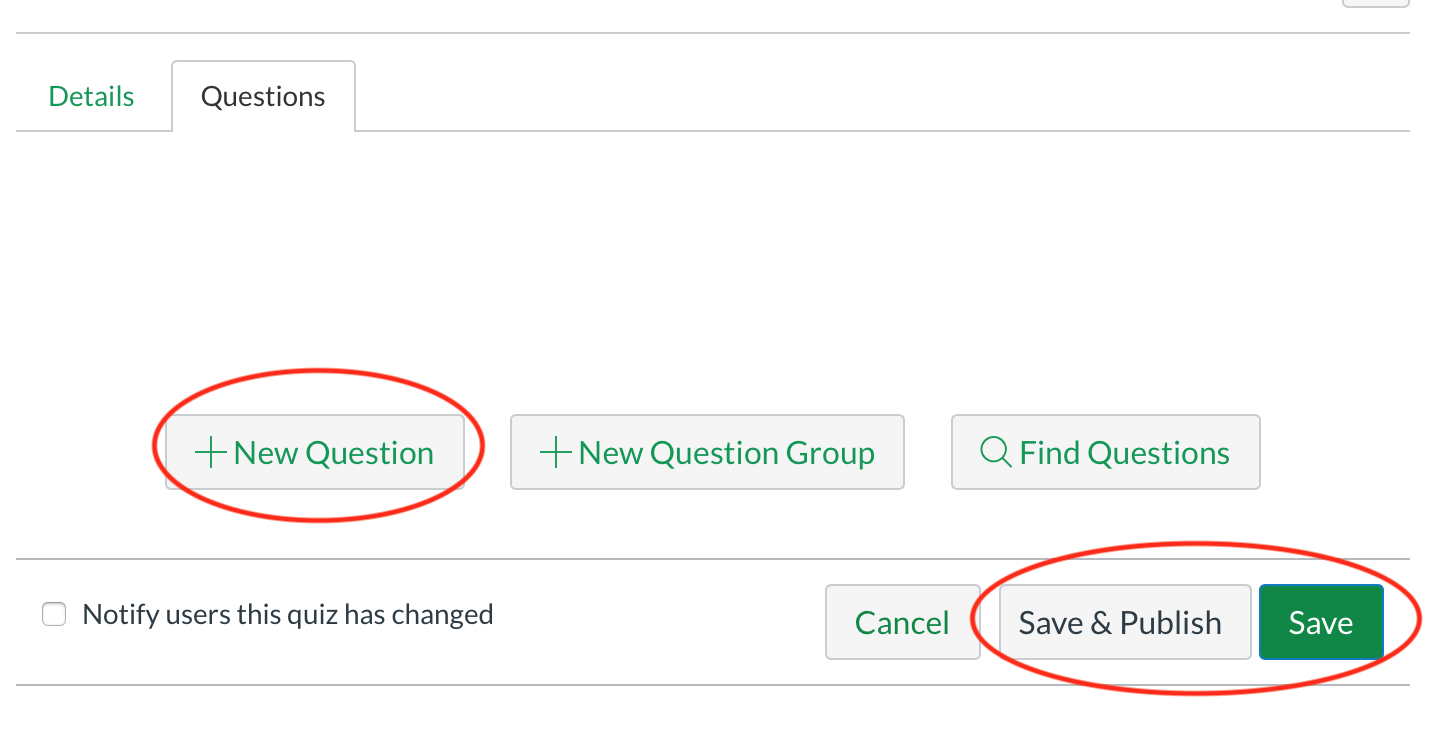 Details Questions
New Question New Question Group Find Questions
Notify users this quiz has changed Cancel Save & Publish Save